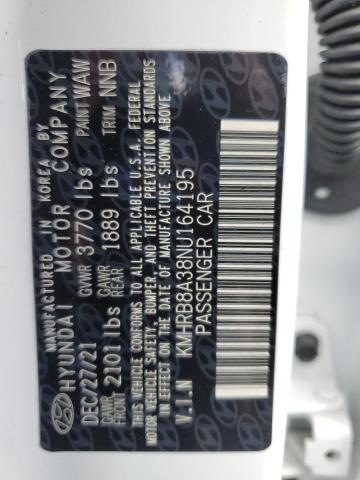 MANUFACTURED IN KOREA BY
HYUNDAI MOTOR COMPANY
DEC/27/21 GVWR 3770 lbs PAINT WAW
GAWR FRONT 2101 lbs GAWR REAR 1889 lbs TRIM NNB
THIS VEHICLE CONFORMS TO ALL APPLICABLE U.S.A. FEDERAL
MOTOR VEHICLE SAFETY, BUMPER, AND THEFT PREVENTION STANDARDS
IN EFFECT ON THE DATE OF MANUFACTURE SHOWN ABOVE.
V.I.N KMHRB8A38NU164195
PASSENGER CAR